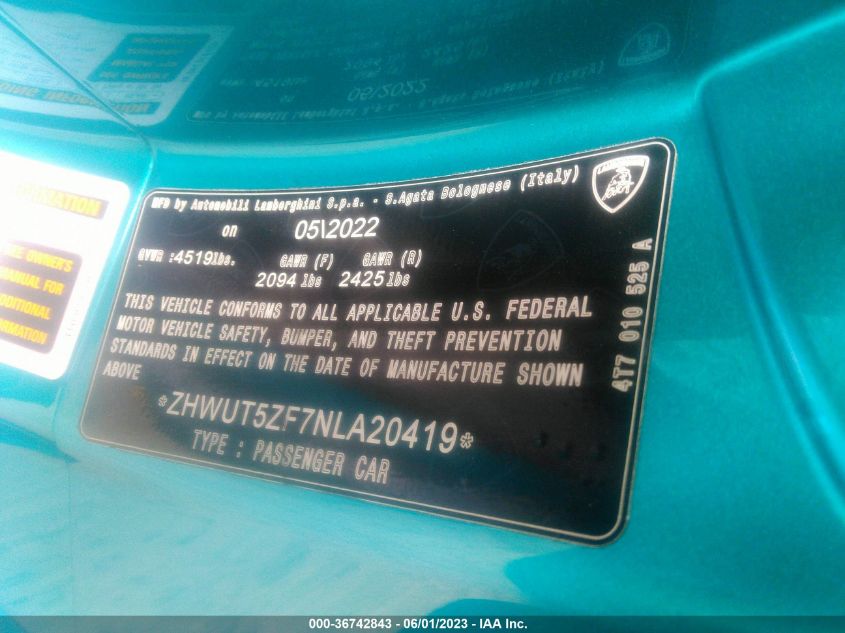 MFD by Automobili Lamborghini S.p.a. - S.Agata Bolognese (Italy)
on 05\2022
GVWR :4519lbs. GAWR (F) GAWR (R)
2094 lbs 2425 lbs
THIS VEHICLE CONFORMS TO ALL APPLICABLE U.S. FEDERAL
MOTOR VEHICLE SAFETY, BUMPER, AND THEFT PREVENTION
STANDARDS IN EFFECT ON THE DATE OF MANUFACTURE SHOWN
ABOVE
*ZHWUT5ZF7NLA20419*
TYPE : PASSENGER CAR
4T7 010 525 A
OWNER'S
MANUAL FOR
000-36742843 - 06/01/2023 - IAA Inc.